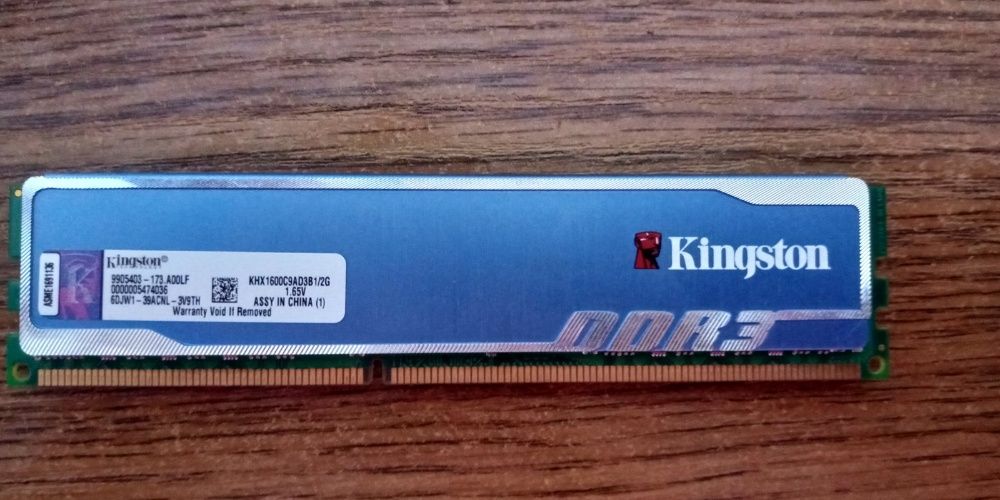 Kingston
DDR3
ASME1691136
Kingston®
9905403-173.A00LF
0000005474036
6DJW1-39ACNL-3V9TH
KHX1600C9AD3B1/2G
1.65V
ASSY IN CHINA (1)
Warranty Void If Removed